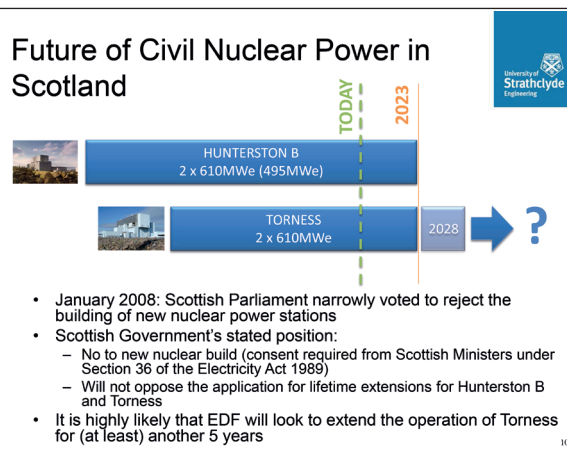 Future of Civil Nuclear Power in
Scotland
University of
Strathclyde
Engineering
TODAY
2023
HUNTERSTON B
2 x 610MWe (495MWe)
TORNESS
2 x 610MWe
2028
?
• January 2008: Scottish Parliament narrowly voted to reject the
building of new nuclear power stations
• Scottish Government’s stated position:
– No to new nuclear build (consent required from Scottish Ministers under
Section 36 of the Electricity Act 1989)
– Will not oppose the application for lifetime extensions for Hunterston B
and Torness
• It is highly likely that EDF will look to extend the operation of Torness
for (at least) another 5 years